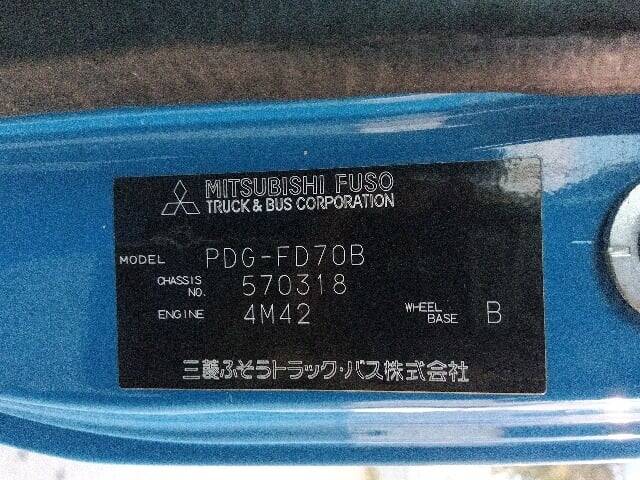 MITSUBISHI FUSO
TRUCK & BUS CORPORATION
MODEL PDG-FD70B
CHASSIS NO. 570318
ENGINE 4M42 WHEEL BASE B
三菱ふそうトラック・バス株式会社